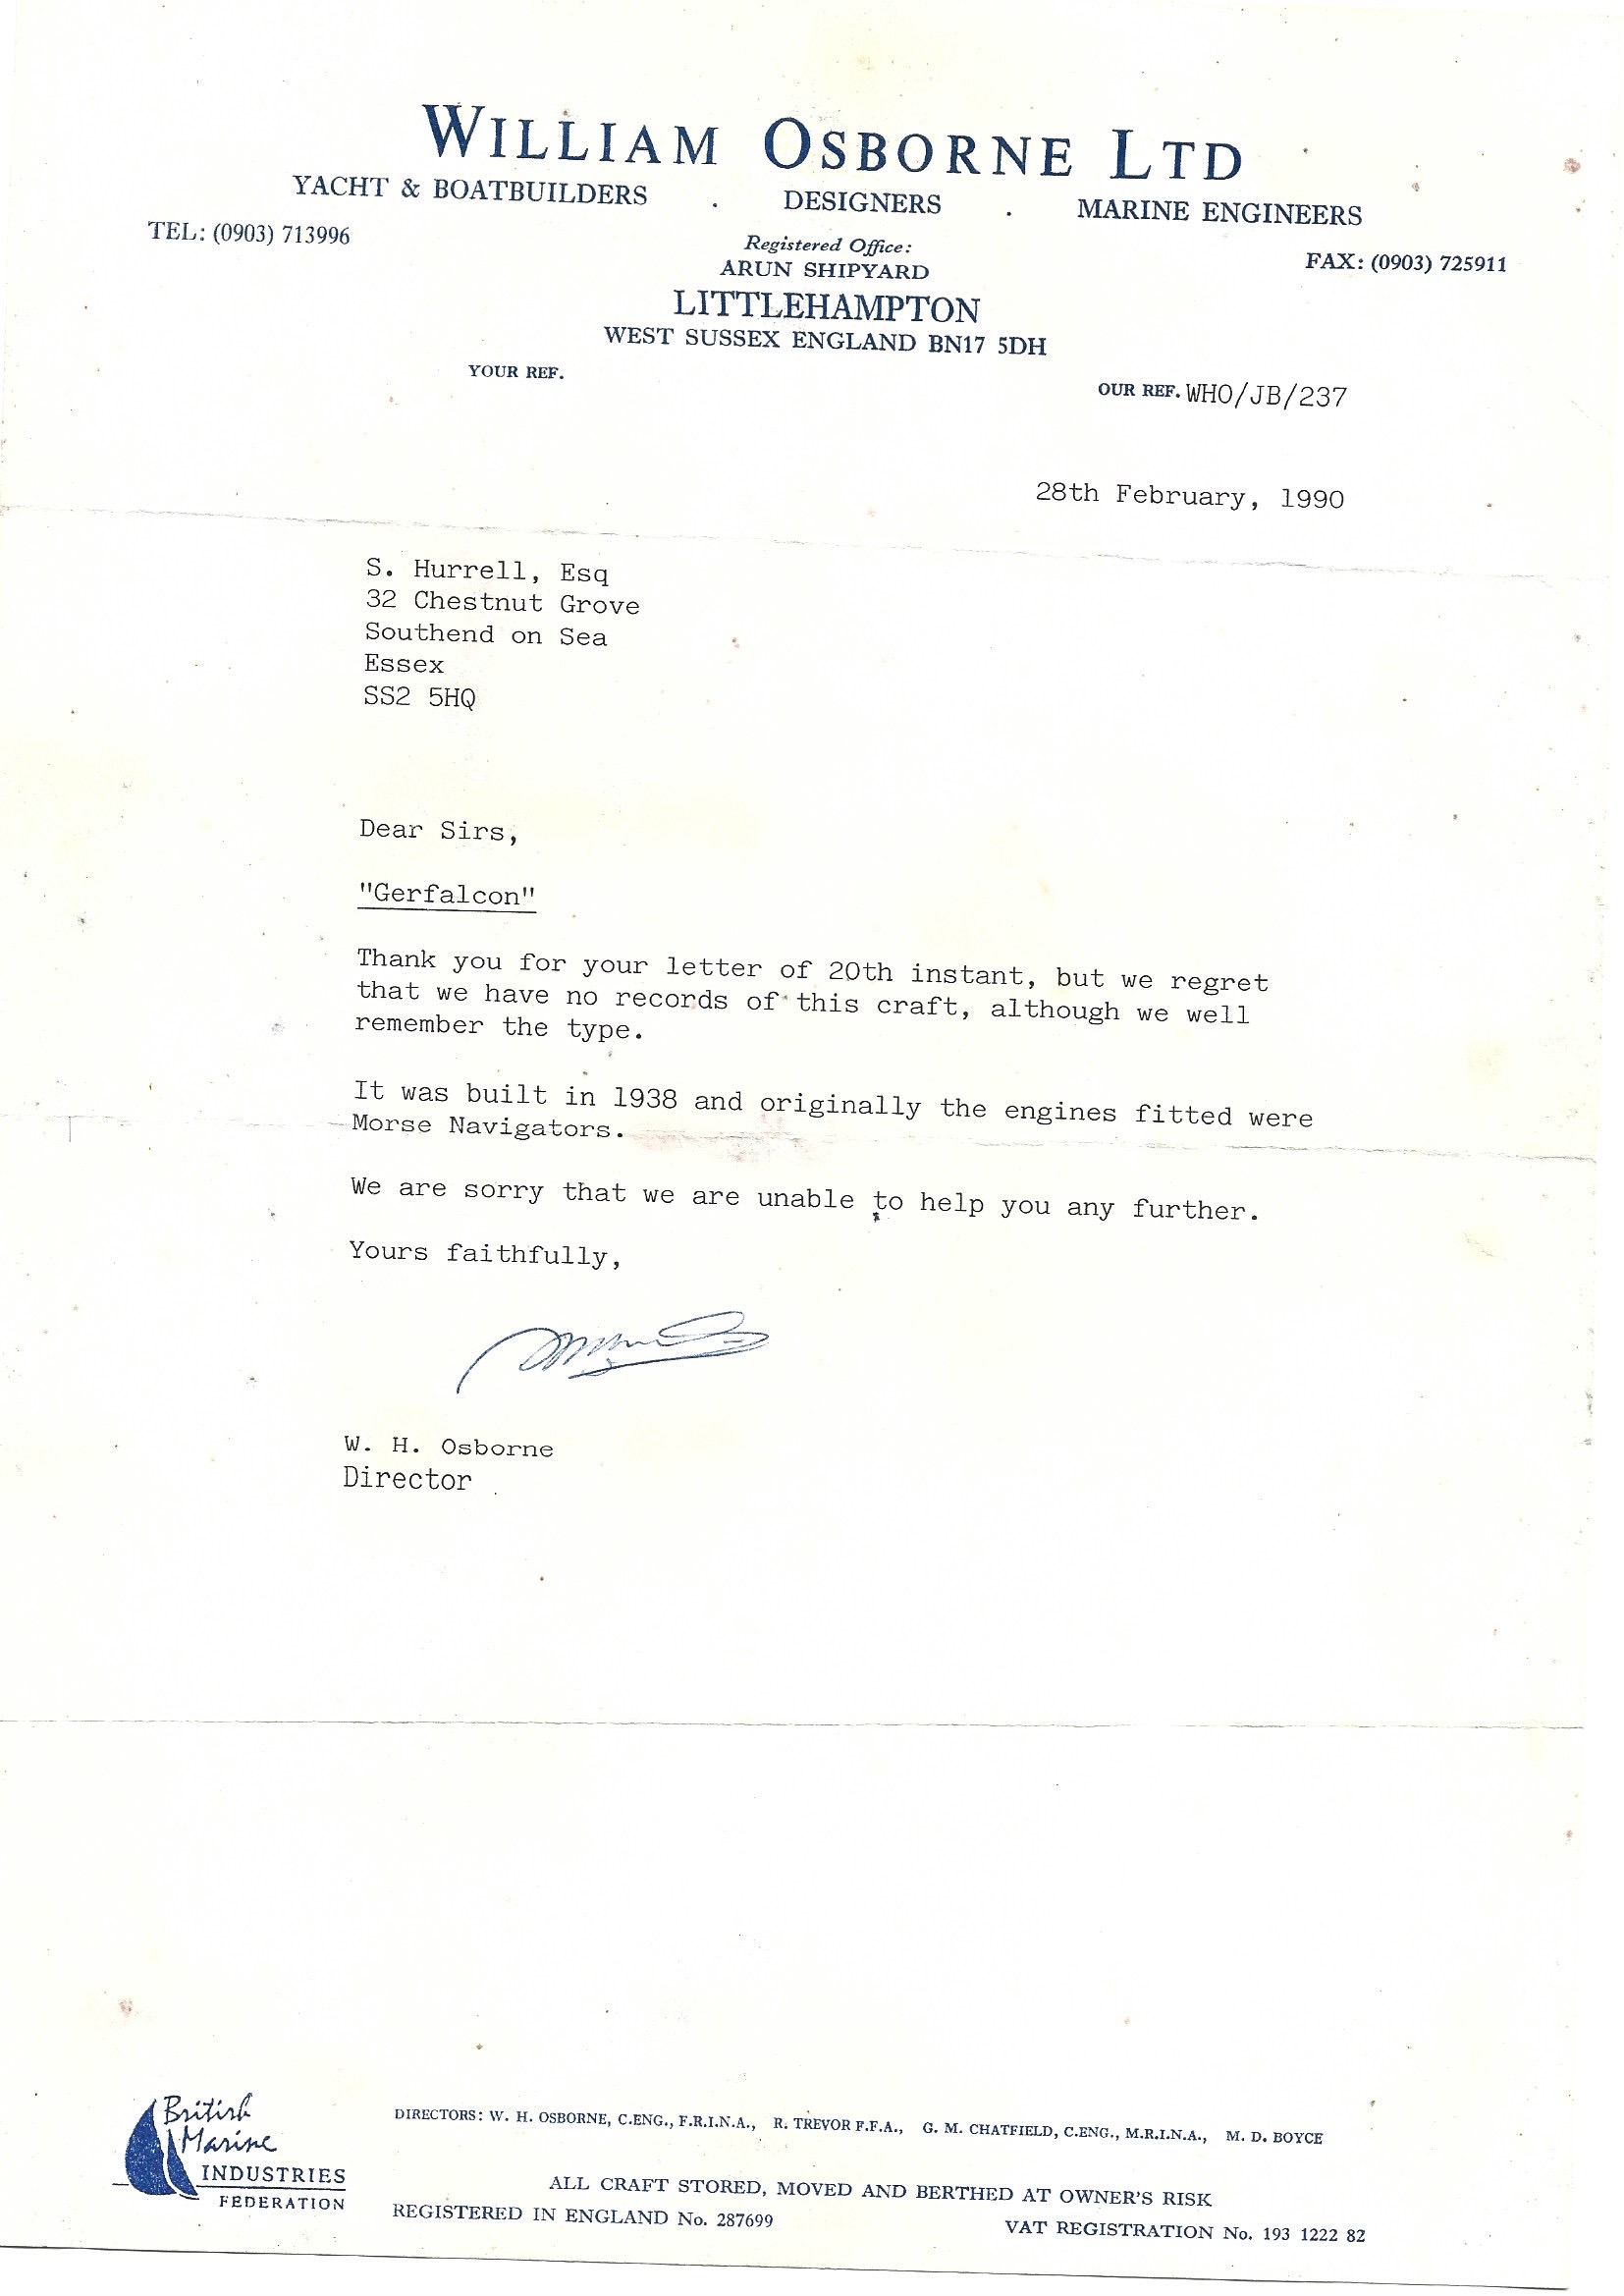 WILLIAM OSBORNE LTD
YACHT & BOATBUILDERS . DESIGNERS . MARINE ENGINEERS
TEL: (0903) 713996
Registered Office:
ARUN SHIPYARD
FAX: (0903) 725911
LITTLEHAMPTON
WEST SUSSEX ENGLAND BN17 5DH
YOUR REF.
OUR REF. WHO/JB/237
28th February, 1990
S. Hurrell, Esq
32 Chestnut Grove
Southend on Sea
Essex
SS2 5HQ
Dear Sirs,
"Gerfalcon"
Thank you for your letter of 20th instant, but we regret
that we have no records of this craft, although we well
remember the type.
It was built in 1938 and originally the engines fitted were
Morse Navigators.
We are sorry that we are unable to help you any further.
Yours faithfully,
W. H. Osborne
Director
British
Marine
INDUSTRIES
FEDERATION
DIRECTORS: W. H. OSBORNE, C.ENG., F.R.I.N.A., R. TREVOR F.F.A., G. M. CHATFIELD, C.ENG., M.R.I.N.A., M. D. BOYCE
ALL CRAFT STORED, MOVED AND BERTHED AT OWNER'S RISK
REGISTERED IN ENGLAND No. 287699
VAT REGISTRATION No. 193 1222 82